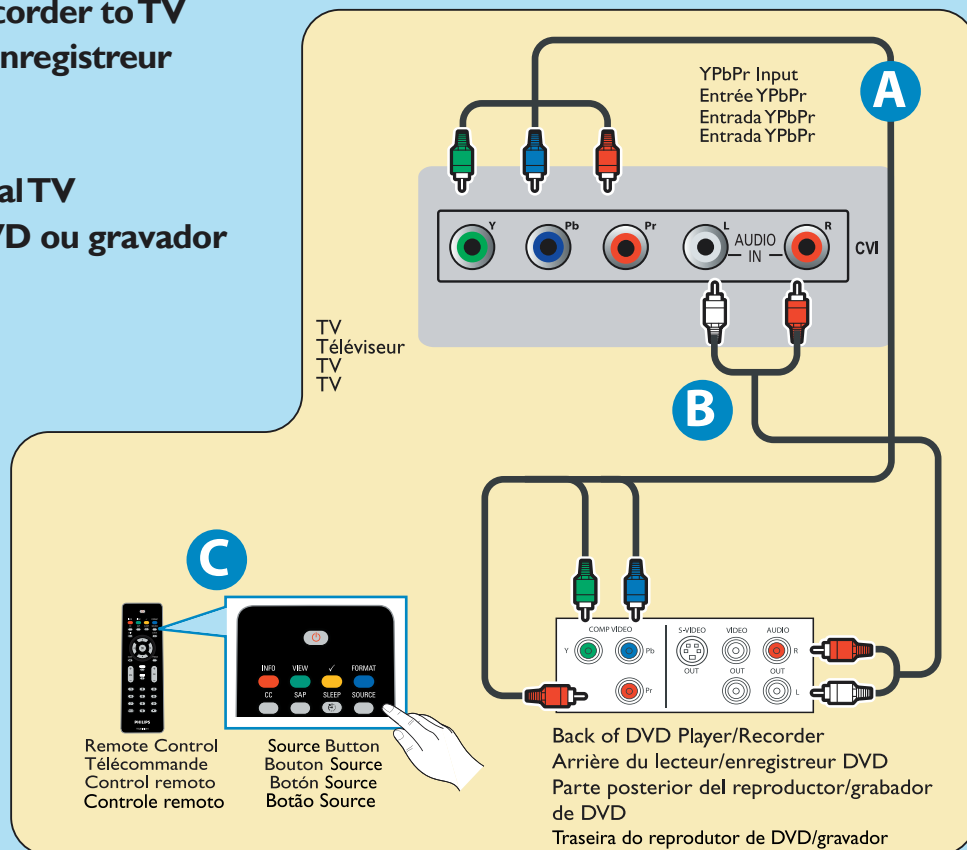 corder to TV
nregistreur
al TV
VD ou gravador
YPbPr Input
Entrée YPbPr
Entrada YPbPr
Entrada YPbPr
A
Y Pb Pr L AUDIO IN R CVI
TV
Téléviseur
TV
TV
B
C
INFO VIEW ✓ FORMAT
CC SAP SLEEP SOURCE
PHILIPS
Remote Control
Télécommande
Control remoto
Controle remoto
Source Button
Bouton Source
Botón Source
Botão Source
COMP VIDEO S-VIDEO VIDEO AUDIO
Y Pb R
OUT OUT OUT
Pr L
Back of DVD Player/Recorder
Arrière du lecteur/enregistreur DVD
Parte posterior del reproductor/grabador
de DVD
Traseira do reprodutor de DVD/gravador